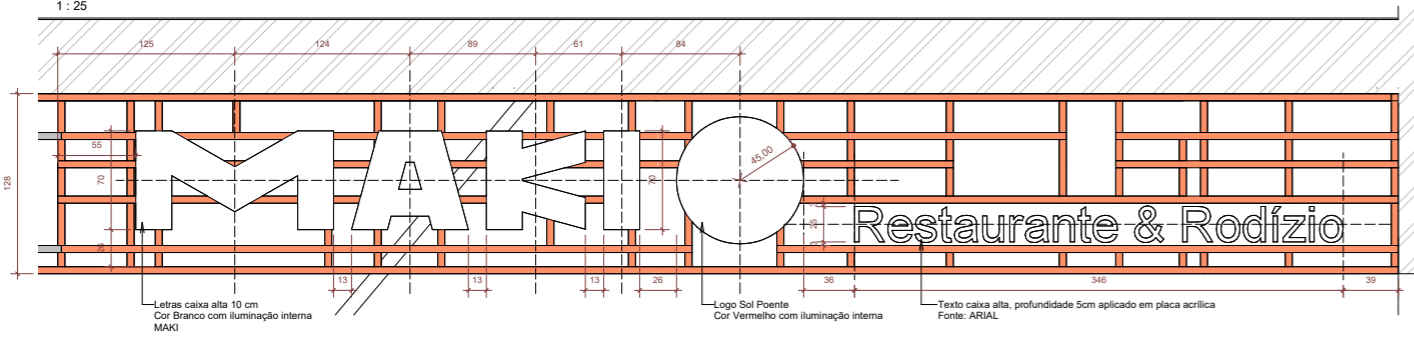 1 : 25
125
124
89
61
84
55
128
70
70
45,00
MAKI
25
3
Restaurante & Rodízio
26
13
13
13
26
36
346
39
Letras caixa alta 10 cm
Cor Branco com iluminação interna
MAKI
Logo Sol Poente
Cor Vermelho com iluminação interna
Texto caixa alta, profundidade 5cm aplicado em placa acrílica
Fonte: ARIAL